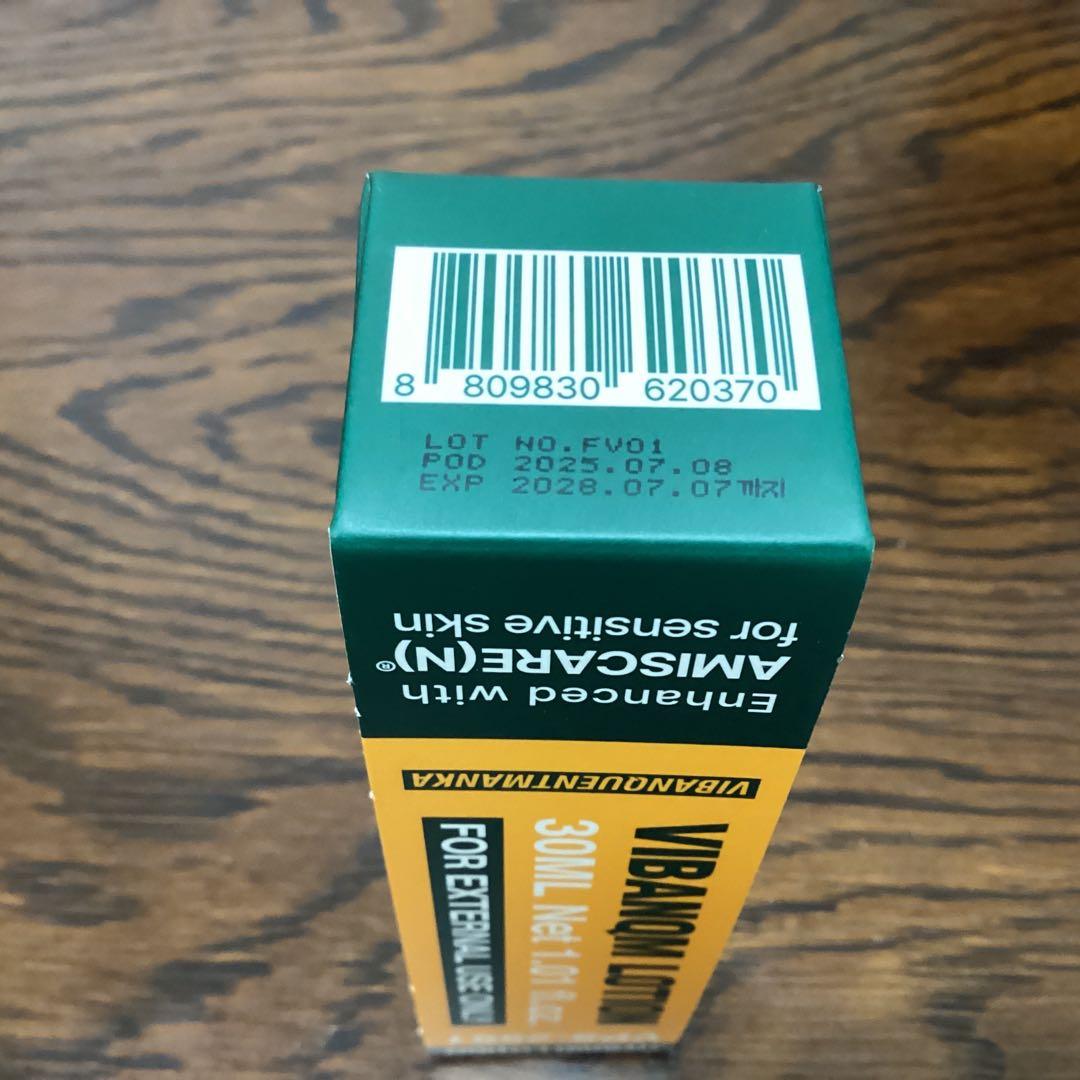 8 809830 620370
LOT NO.FV01
POD 2025.07.08
EXP 2028.07.07까지
Enhanced with
AMISCARE(N)®
for sensitive skin
VIBANQUENTMANKA
VIBANQM LOTION
30ML Net 1.01 fl.oz.
FOR EXTERNAL USE ONLY